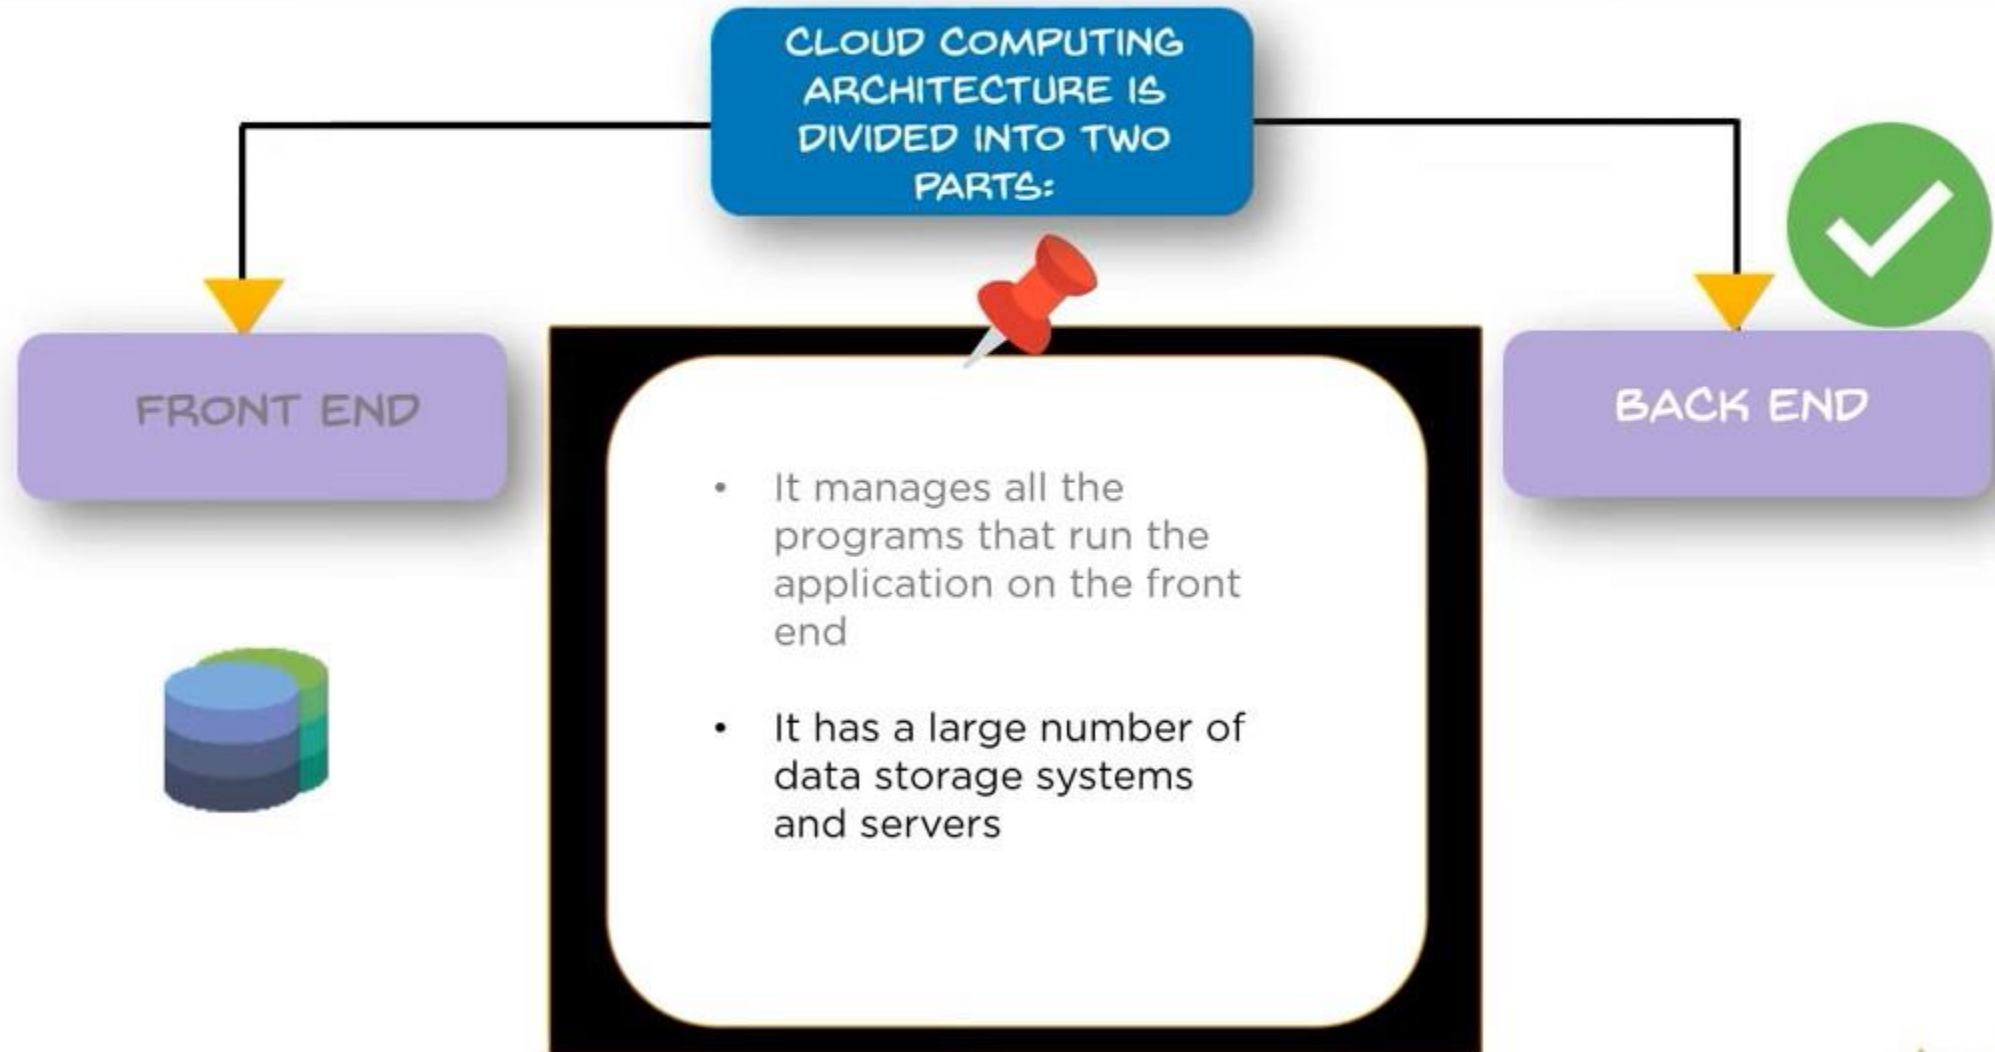 CLOUD COMPUTING
ARCHITECTURE IS
DIVIDED INTO TWO
PARTS:
FRONT END
BACK END
• It manages all the
programs that run the
application on the front
end
• It has a large number of
data storage systems
and servers